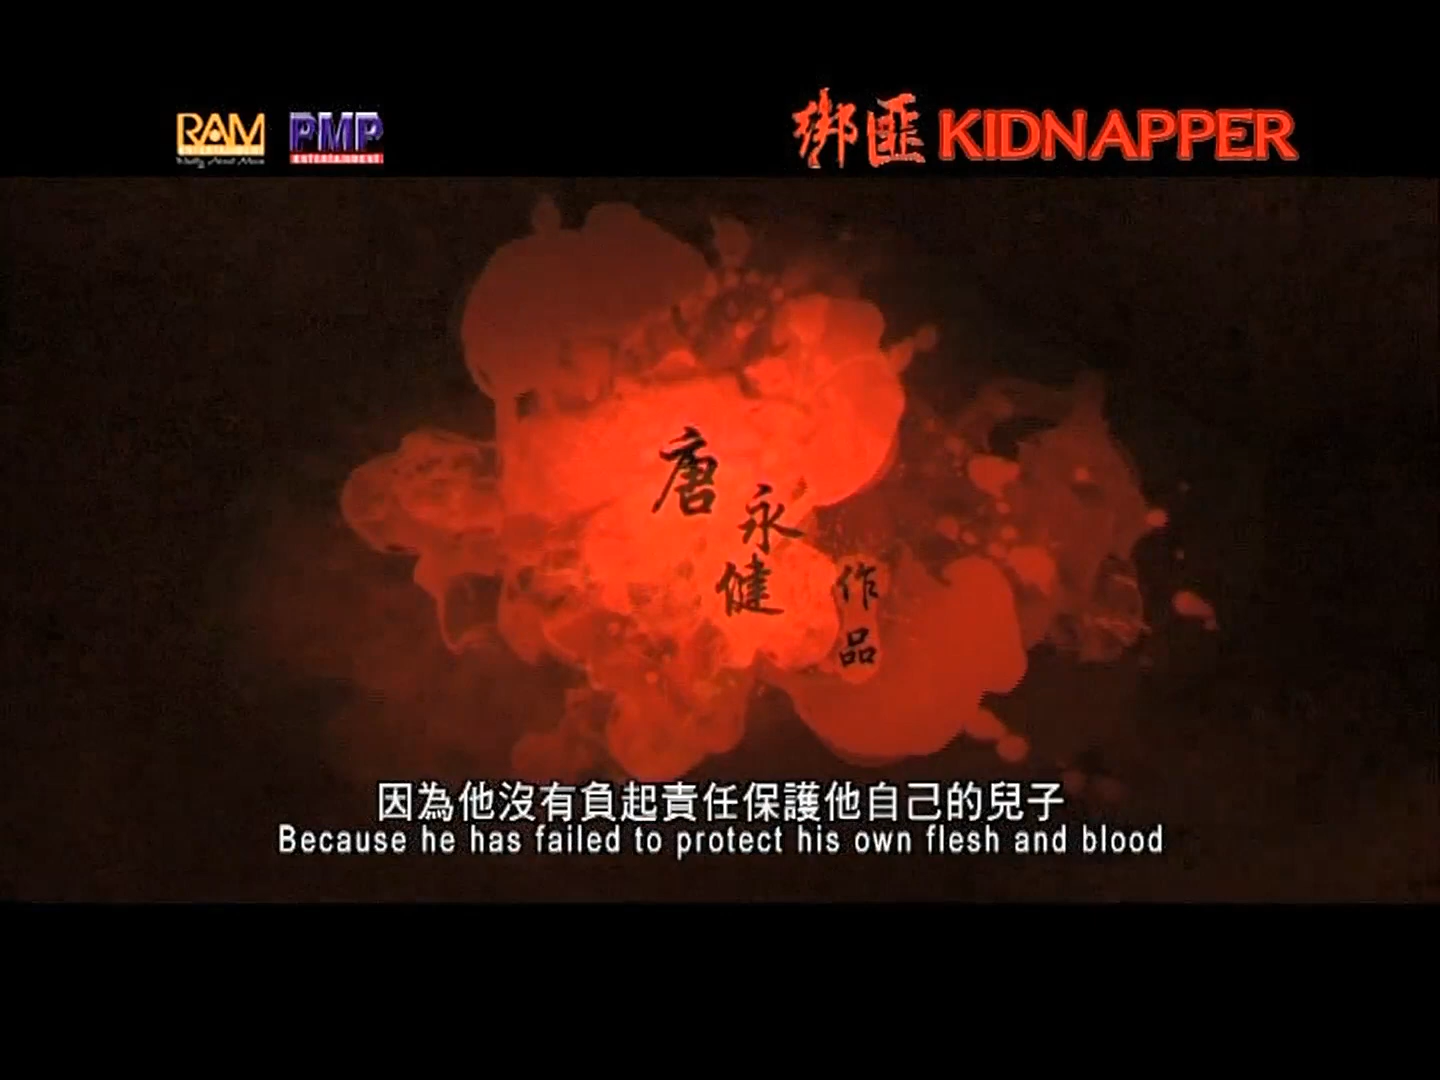 RAM
ENTERTAINMENT
PMP
ENTERTAINMENT
綁匪 KIDNAPPER
唐永健
作品
因為他沒有負起責任保護他自己的兒子
Because he has failed to protect his own flesh and blood